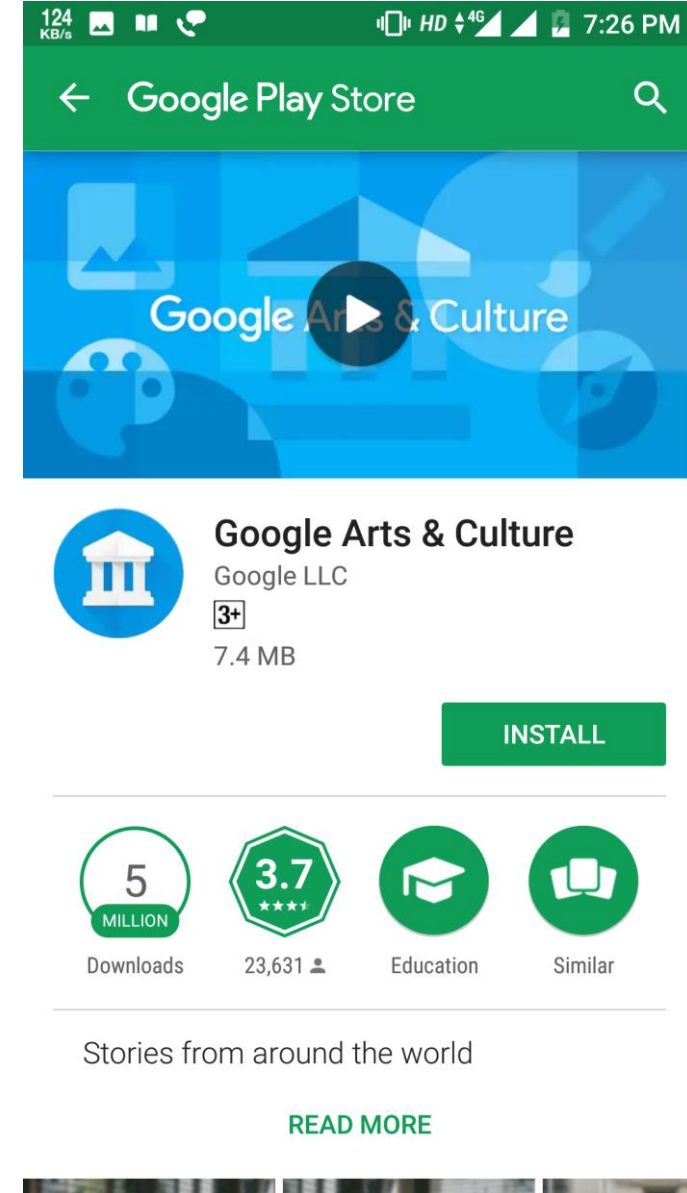 124
KB/s
HD 4G 7:26 PM
Google Play Store
Google Arts & Culture
Google Arts & Culture
Google LLC
3+
7.4 MB
INSTALL
5
MILLION
Downloads
3.7
23,631
Education
Similar
Stories from around the world
READ MORE